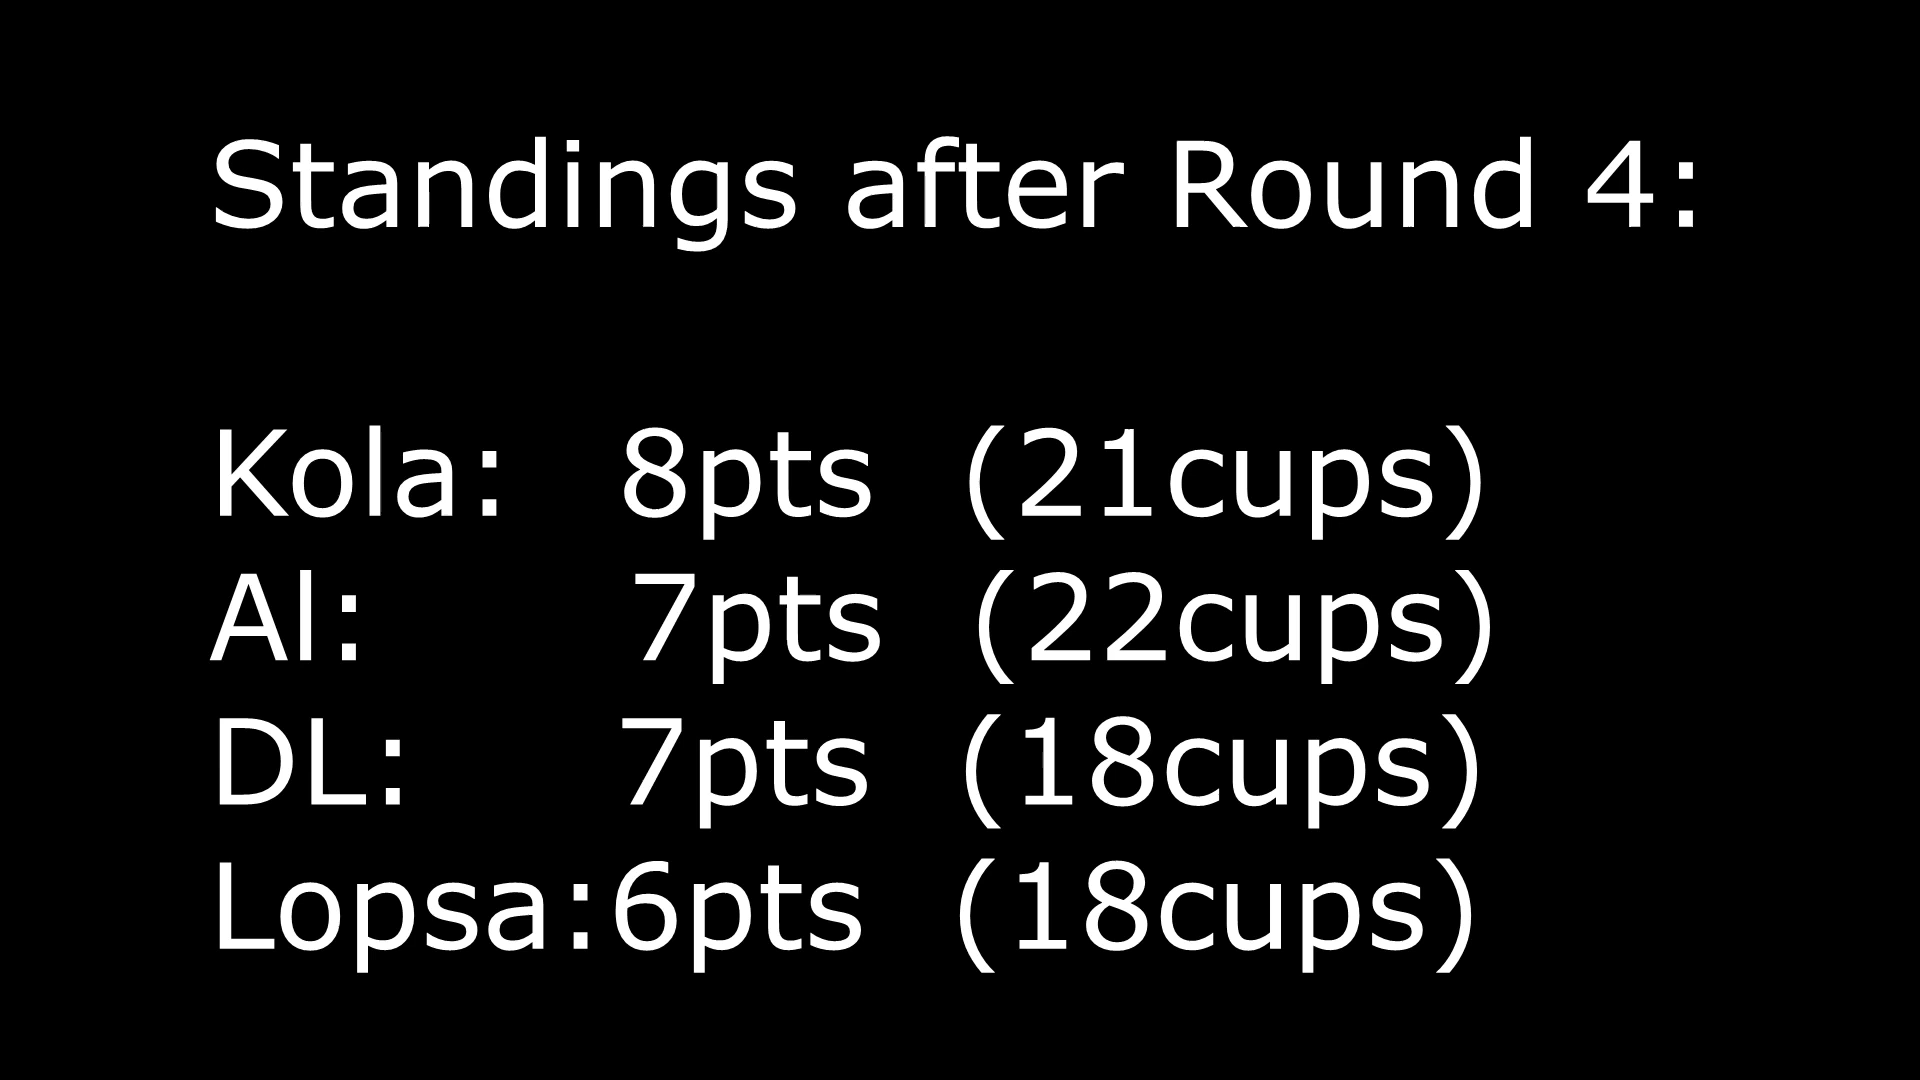 Standings after Round 4:
Kola: 8pts (21cups)
Al: 7pts (22cups)
DL: 7pts (18cups)
Lopsa:6pts (18cups)